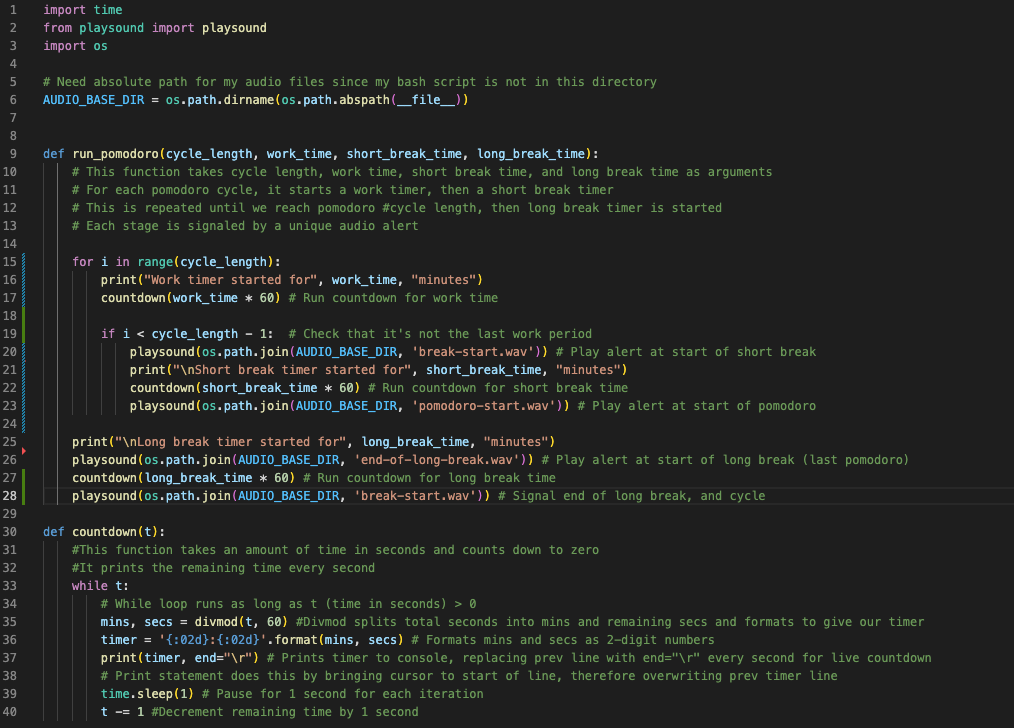 1 import time
2 from playsound import playsound
3 import os
4
5 # Need absolute path for my audio files since my bash script is not in this directory
6 AUDIO_BASE_DIR = os.path.dirname(os.path.abspath(__file__))
7
8
9 def run_pomodoro(cycle_length, work_time, short_break_time, long_break_time):
10     # This function takes cycle length, work time, short break time, and long break time as arguments
11     # For each pomodoro cycle, it starts a work timer, then a short break timer
12     # This is repeated until we reach pomodoro #cycle length, then long break timer is started
13     # Each stage is signaled by a unique audio alert
14
15     for i in range(cycle_length):
16         print("Work timer started for", work_time, "minutes")
17         countdown(work_time * 60) # Run countdown for work time
18
19         if i < cycle_length - 1:  # Check that it's not the last work period
20             playsound(os.path.join(AUDIO_BASE_DIR, 'break-start.wav')) # Play alert at start of short break
21             print("\nShort break timer started for", short_break_time, "minutes")
22             countdown(short_break_time * 60) # Run countdown for short break time
23             playsound(os.path.join(AUDIO_BASE_DIR, 'pomodoro-start.wav')) # Play alert at start of pomodoro
24
25     print("\nLong break timer started for", long_break_time, "minutes")
26     playsound(os.path.join(AUDIO_BASE_DIR, 'end-of-long-break.wav')) # Play alert at start of long break (last pomodoro)
27     countdown(long_break_time * 60) # Run countdown for long break time
28     playsound(os.path.join(AUDIO_BASE_DIR, 'break-start.wav')) # Signal end of long break, and cycle
29
30 def countdown(t):
31     #This function takes an amount of time in seconds and counts down to zero
32     #It prints the remaining time every second
33     while t:
34         # While loop runs as long as t (time in seconds) > 0
35         mins, secs = divmod(t, 60) #Divmod splits total seconds into mins and remaining secs and formats to give our timer
36         timer = '{:02d}:{:02d}'.format(mins, secs) # Formats mins and secs as 2-digit numbers
37         print(timer, end="\r") # Prints timer to console, replacing prev line with end="\r" every second for live countdown
38         # Print statement does this by bringing cursor to start of line, therefore overwriting prev timer line
39         time.sleep(1) # Pause for 1 second for each iteration
40         t -= 1 #Decrement remaining time by 1 second